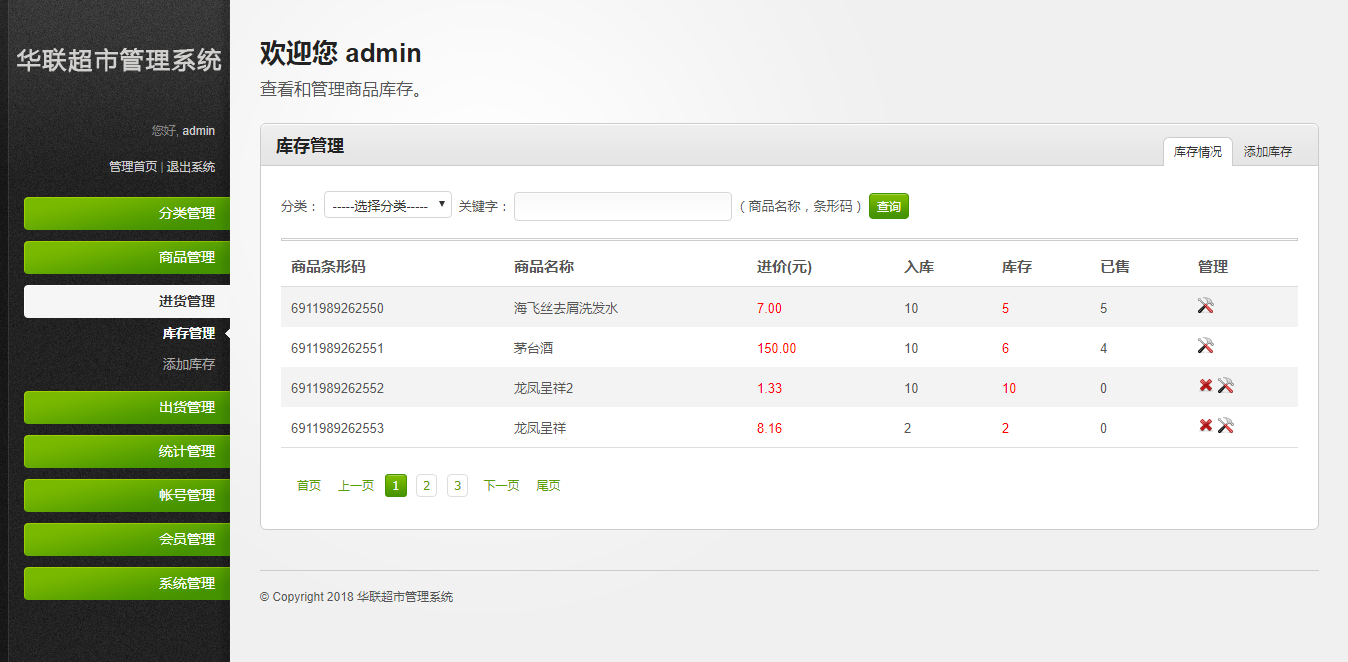 华联超市管理系统
您好, admin
管理首页 | 退出系统
分类管理
商品管理
进货管理
库存管理
添加库存
出货管理
统计管理
帐号管理
会员管理
系统管理
欢迎您 admin
查看和管理商品库存。
库存管理 库存情况 添加库存
分类： -----选择分类----- 关键字： （ 商品名称，条形码 ） 查询
商品条形码 商品名称 进价(元) 入库 库存 已售 管理
6911989262550 海飞丝去屑洗发水 7.00 10 5 5
6911989262551 茅台酒 150.00 10 6 4
6911989262552 龙凤呈祥2 1.33 10 10 0
6911989262553 龙凤呈祥 8.16 2 2 0
首页 上一页 1 2 3 下一页 尾页
© Copyright 2018 华联超市管理系统